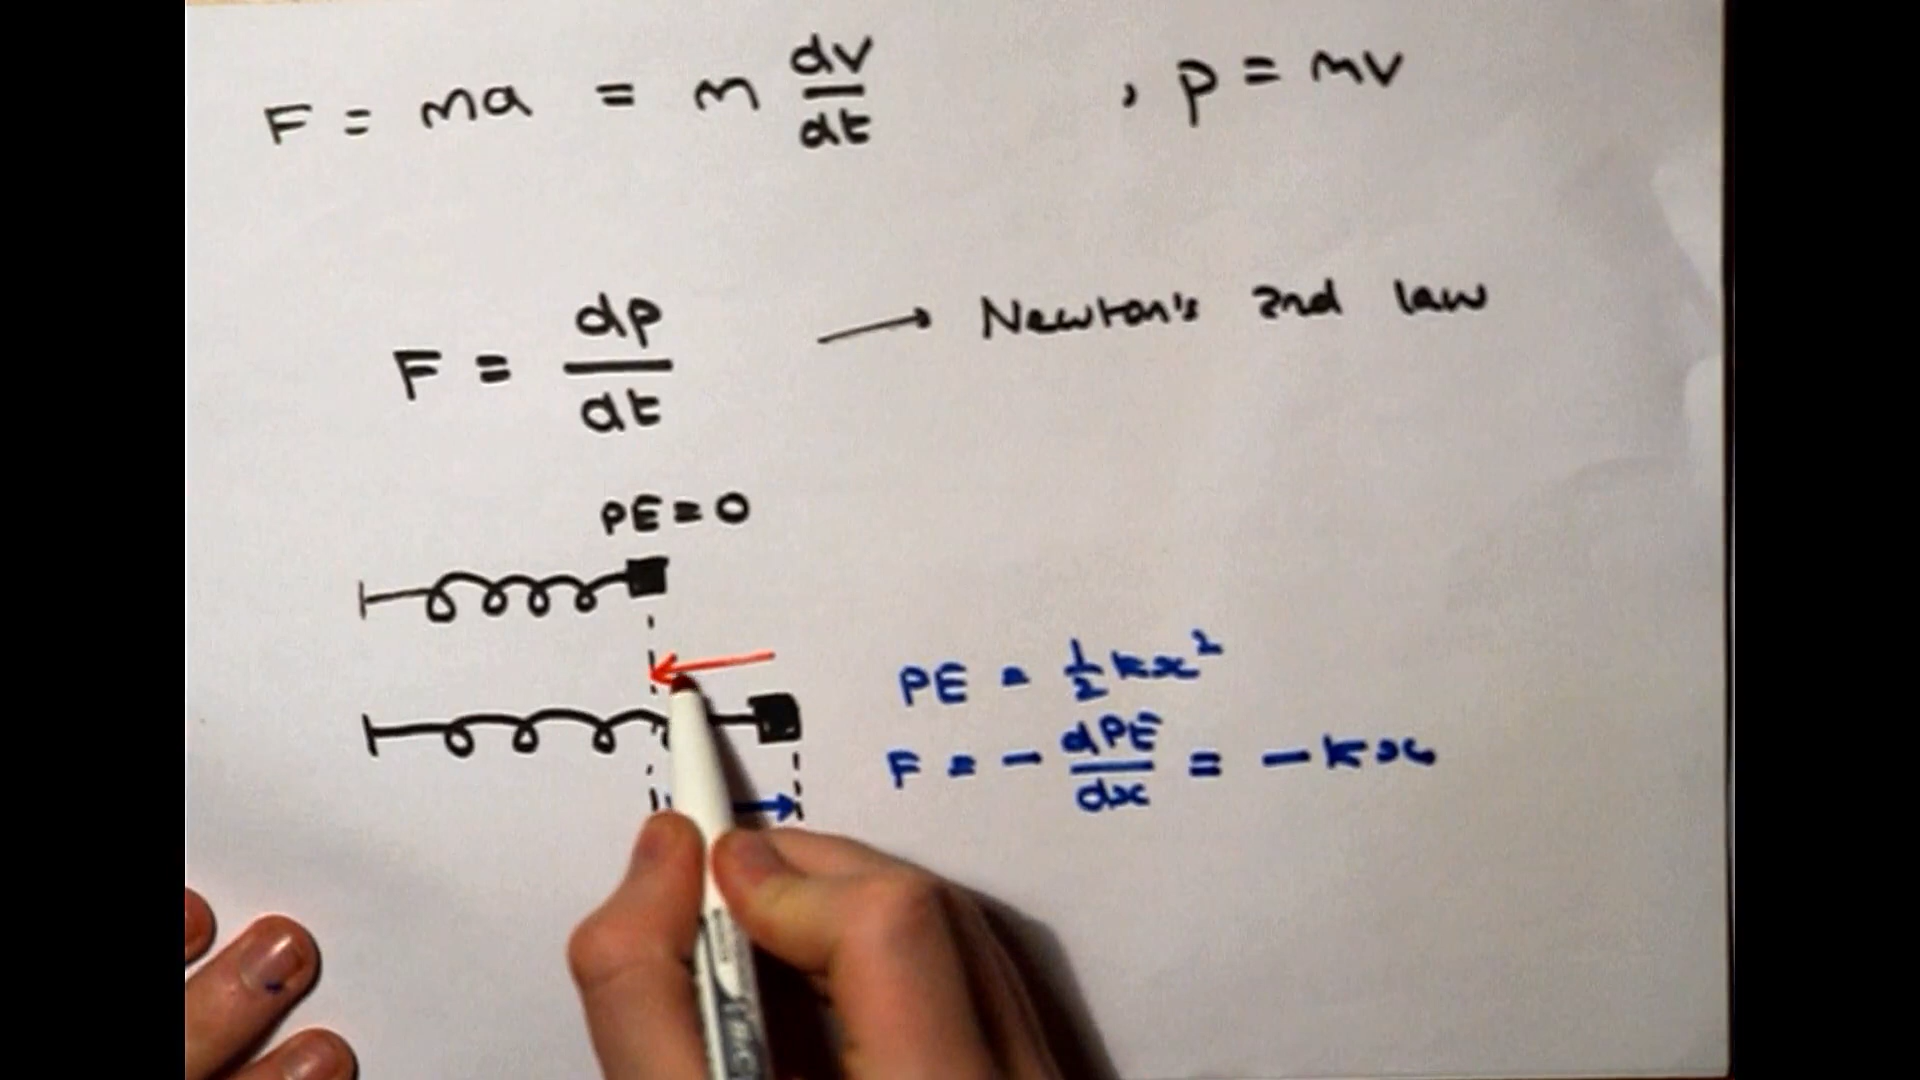 F = ma = m dv/dt , p = mv
F = dp/dt → Newton's 2nd law
PE = 0
PE = ½kx²
F = - dPE/dx = -kx